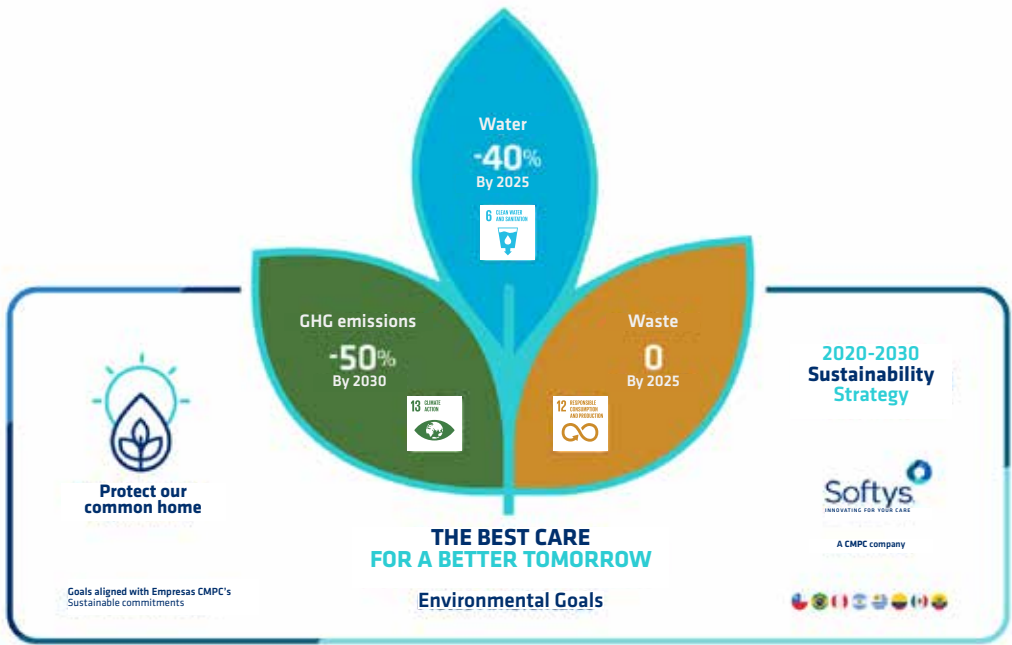 Water
-40%
By 2025
6 CLEAN WATER
AND SANITATION
GHG emissions
-50%
By 2030
13 CLIMATE
ACTION
Waste
0
By 2025
12 RESPONSIBLE
CONSUMPTION
AND PRODUCTION
Protect our
common home
Goals aligned with Empresas CMPC's
Sustainable commitments
THE BEST CARE
FOR A BETTER TOMORROW
Environmental Goals
2020-2030
Sustainability
Strategy
Softys
INNOVATING FOR YOUR CARE
A CMPC company